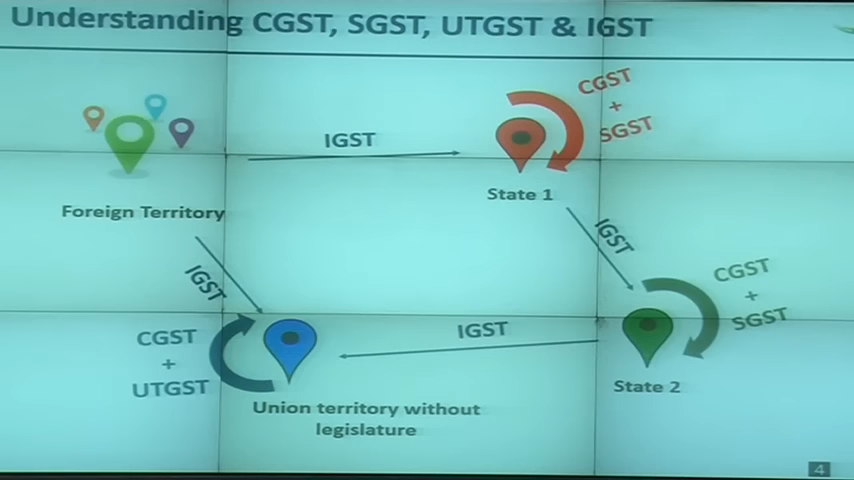 Understanding CGST, SGST, UTGST & IGST
CGST
+
SGST
IGST
State 1
Foreign Territory
IGST
IGST
CGST
+
SGST
IGST
CGST
+
UTGST
State 2
Union territory without
legislature
4